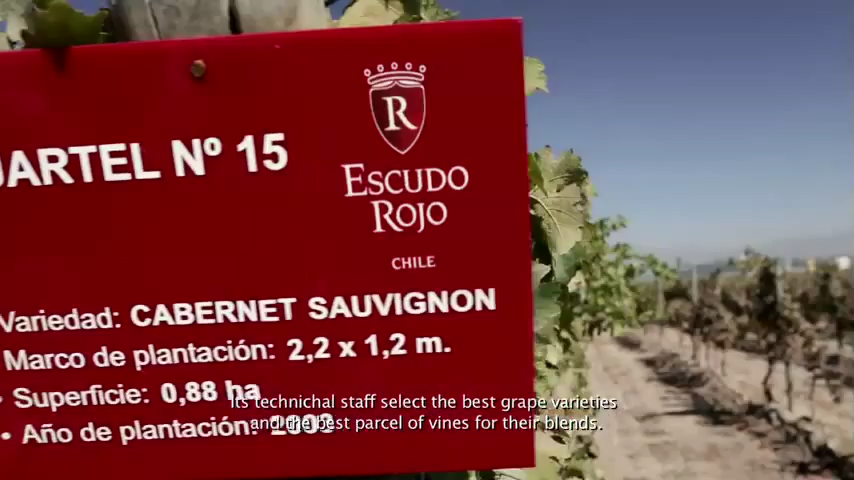 UARTEL Nº 15
R
ESCUDO
ROJO
CHILE
Variedad: CABERNET SAUVIGNON
Marco de plantación: 2,2 x 1,2 m.
• Superficie: 0,88 ha
• Año de plantación:
Its technichal staff select the best grape varieties
and the best parcel of vines for their blends.